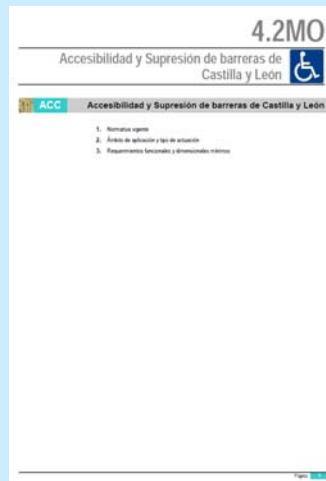 4.2MO
Accesibilidad y Supresión de barreras de
Castilla y León
ACC Accesibilidad y Supresión de barreras de Castilla y León
1. Normativa vigente
2. Ámbito de aplicación y tipo de actuación
3. Requerimientos funcionales y dimensionales mínimos
Página